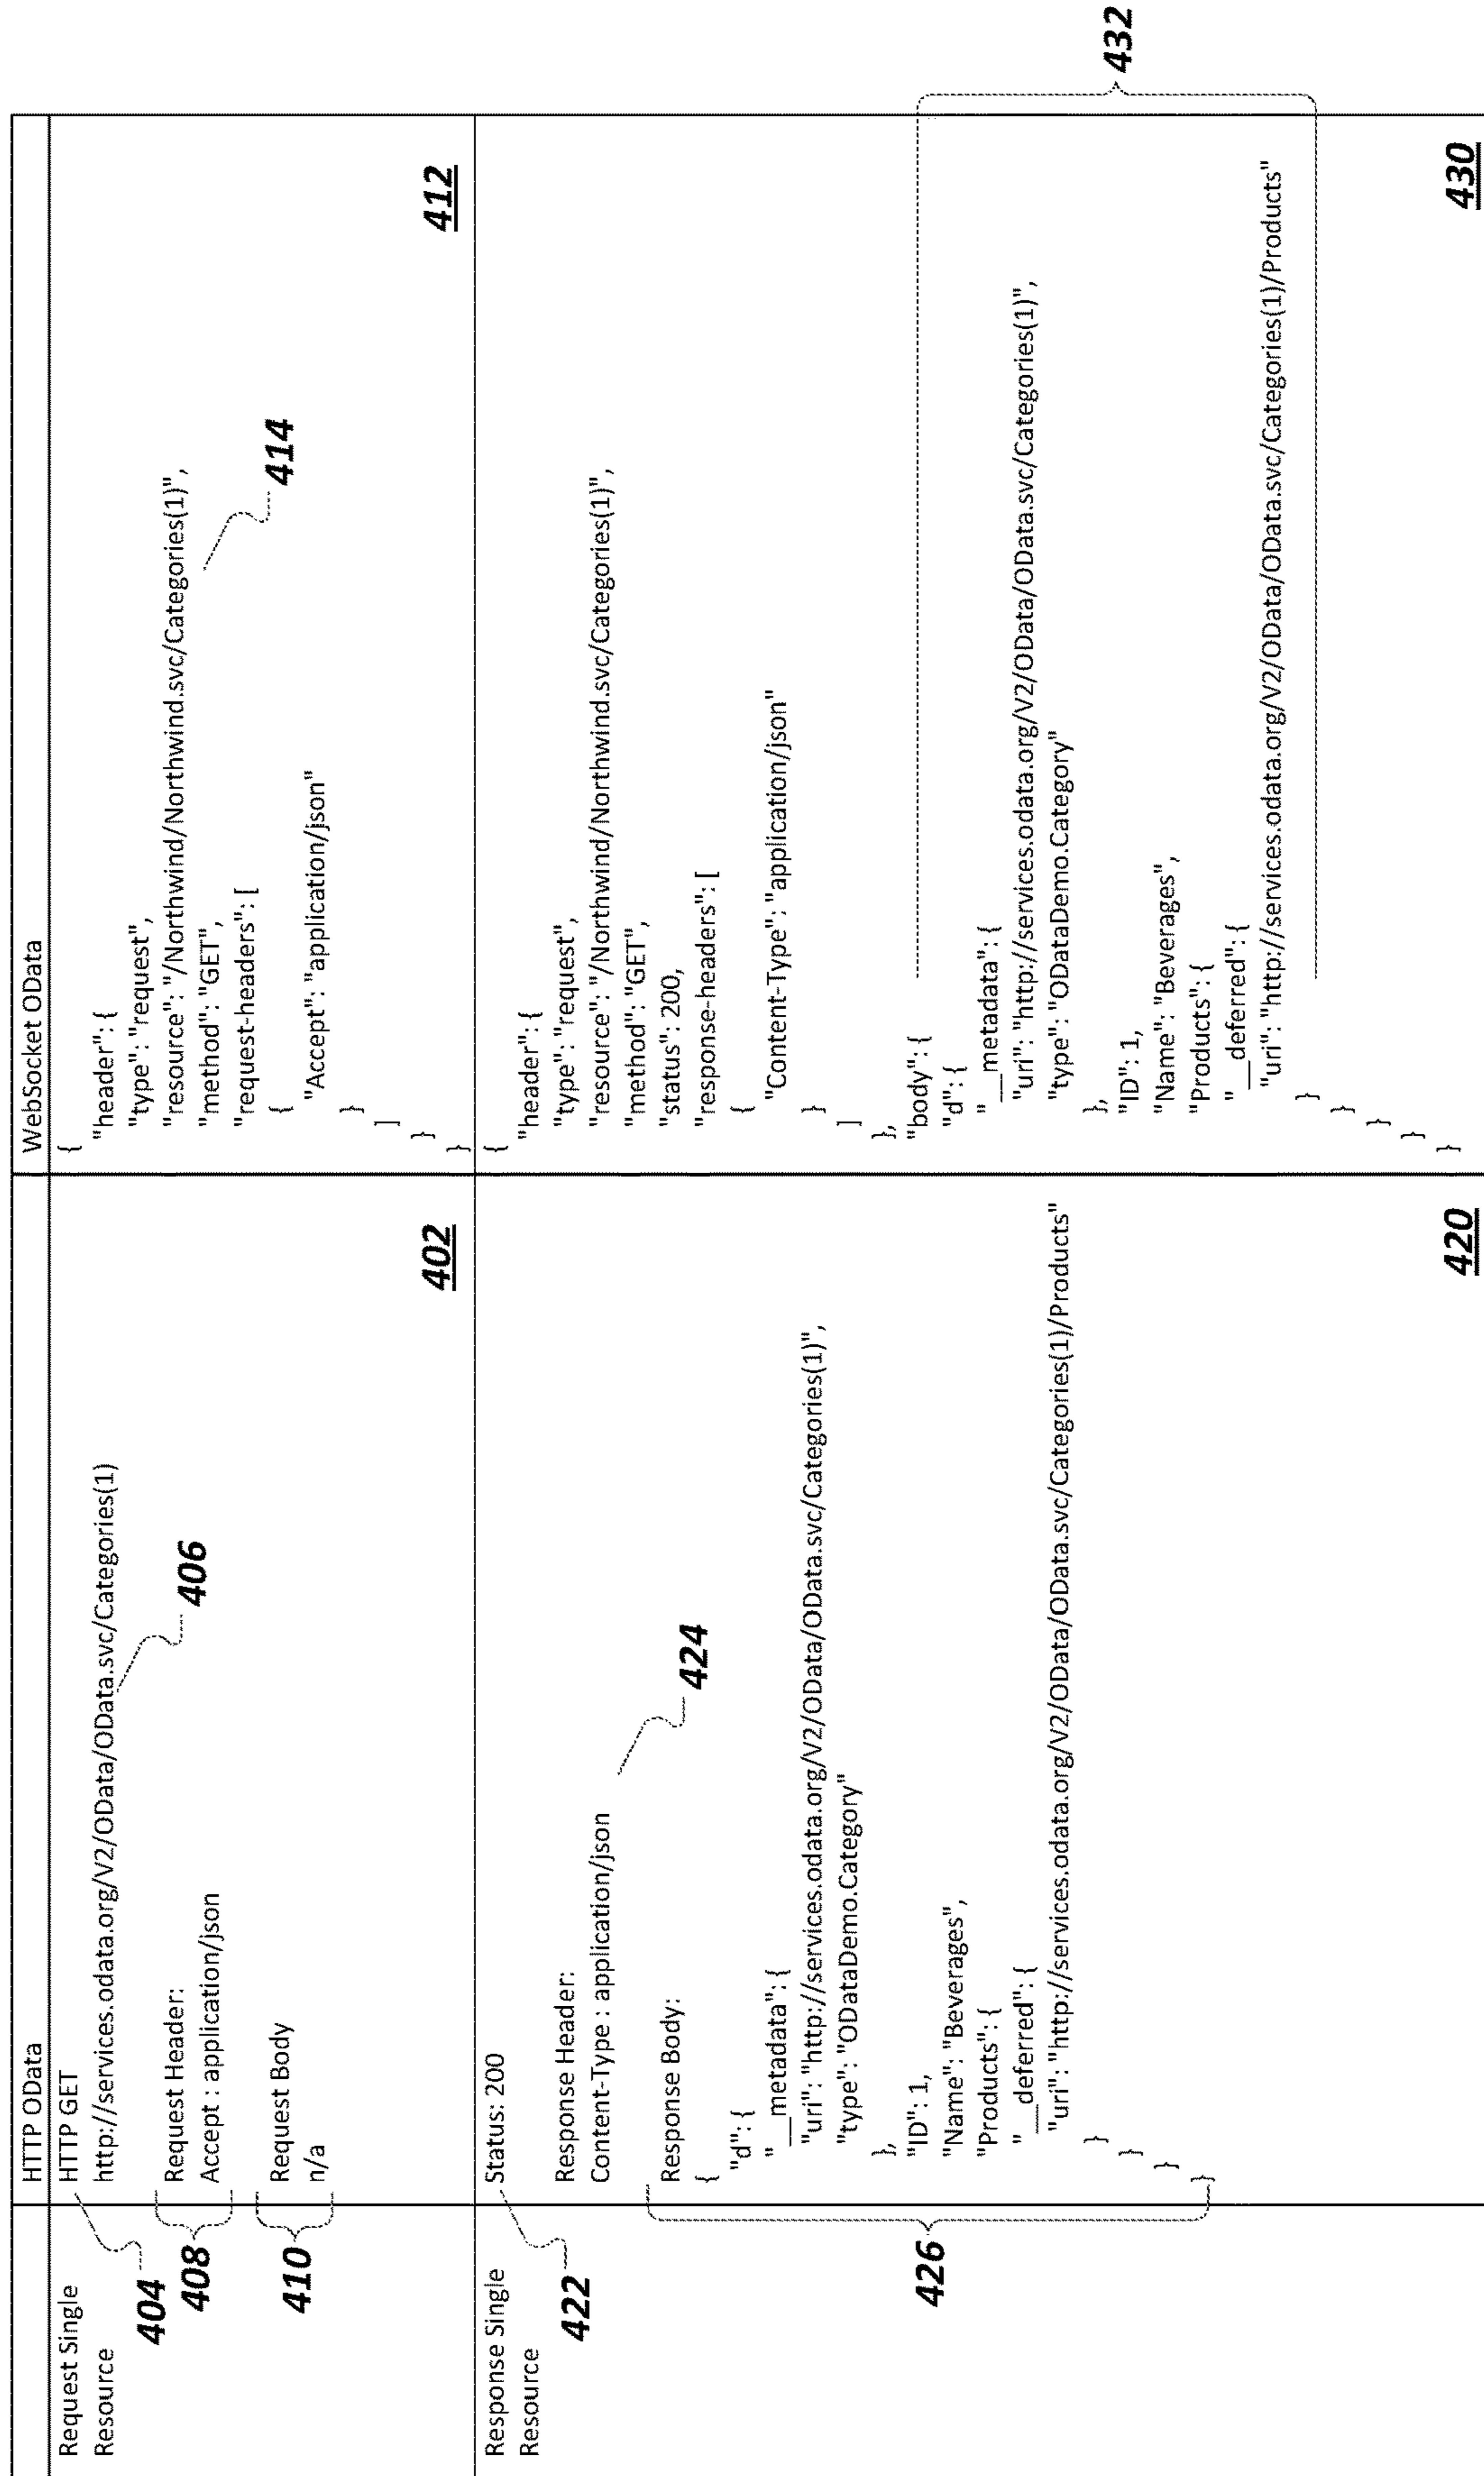 HTTP OData
WebSocket OData
Request Single
Resource
404
408
410
HTTP GET
http://services.odata.org/V2/OData/OData.svc/Categories(1)
406
Request Header:
Accept : application/json
Request Body
n/a
402
{
"header": {
"type": "request",
"resource": "/Northwind/Northwind.svc/Categories(1)",
"method": "GET",
"request-headers": [
{
"Accept": "application/json"
}
]
}
}
414
412
Response Single
Resource
422
426
Status: 200
Response Header:
Content-Type : application/json
424
Response Body:
{
"d": {
"__metadata": {
"uri": "http://services.odata.org/V2/OData/OData.svc/Categories(1)",
"type": "ODataDemo.Category"
},
"ID": 1,
"Name": "Beverages",
"Products": {
"__deferred": {
"uri": "http://services.odata.org/V2/OData/OData.svc/Categories(1)/Products"
}
}
}
}
420
{
"header": {
"type": "request",
"resource": "/Northwind/Northwind.svc/Categories(1)",
"method": "GET",
"status": 200,
"response-headers": [
{
"Content-Type": "application/json"
}
]
},
"body": {
"d": {
"__metadata": {
"uri": "http://services.odata.org/V2/OData/OData.svc/Categories(1)",
"type": "ODataDemo.Category"
},
"ID": 1,
"Name": "Beverages",
"Products": {
"__deferred": {
"uri": "http://services.odata.org/V2/OData/OData.svc/Categories(1)/Products"
}
}
}
}
}
432
430